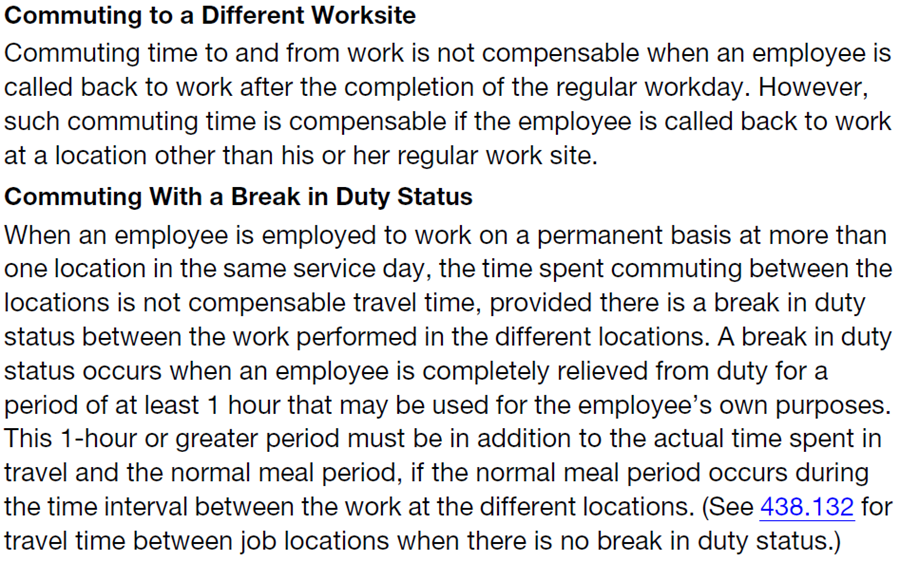 Commuting to a Different Worksite
Commuting time to and from work is not compensable when an employee is
called back to work after the completion of the regular workday. However,
such commuting time is compensable if the employee is called back to work
at a location other than his or her regular work site.
Commuting With a Break in Duty Status
When an employee is employed to work on a permanent basis at more than
one location in the same service day, the time spent commuting between the
locations is not compensable travel time, provided there is a break in duty
status between the work performed in the different locations. A break in duty
status occurs when an employee is completely relieved from duty for a
period of at least 1 hour that may be used for the employee’s own purposes.
This 1-hour or greater period must be in addition to the actual time spent in
travel and the normal meal period, if the normal meal period occurs during
the time interval between the work at the different locations. (See 438.132 for
travel time between job locations when there is no break in duty status.)